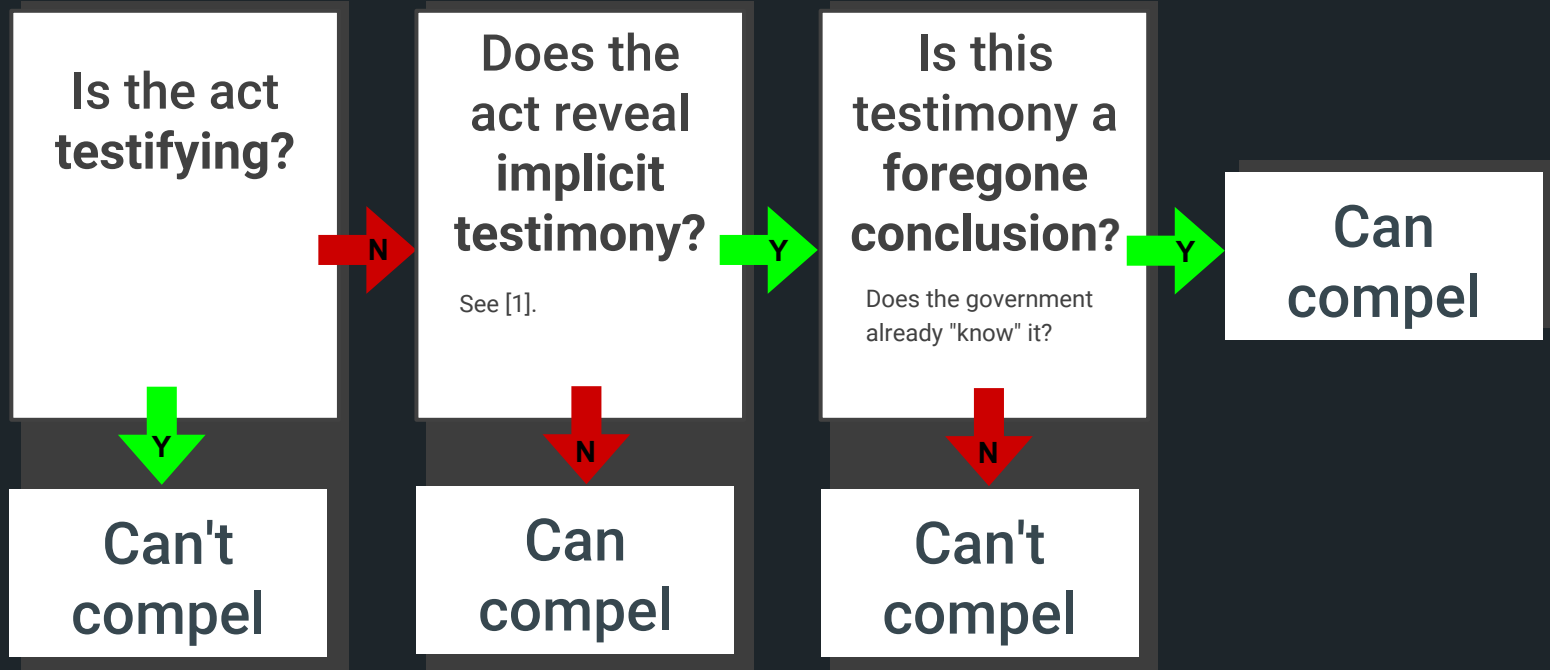 Is the act
testifying?
N
Y
Can't
compel
Does the
act reveal
implicit
testimony?
See [1].
Y
N
Can
compel
Is this
testimony a
foregone
conclusion?
Does the government
already "know" it?
Y
N
Can't
compel
Can
compel